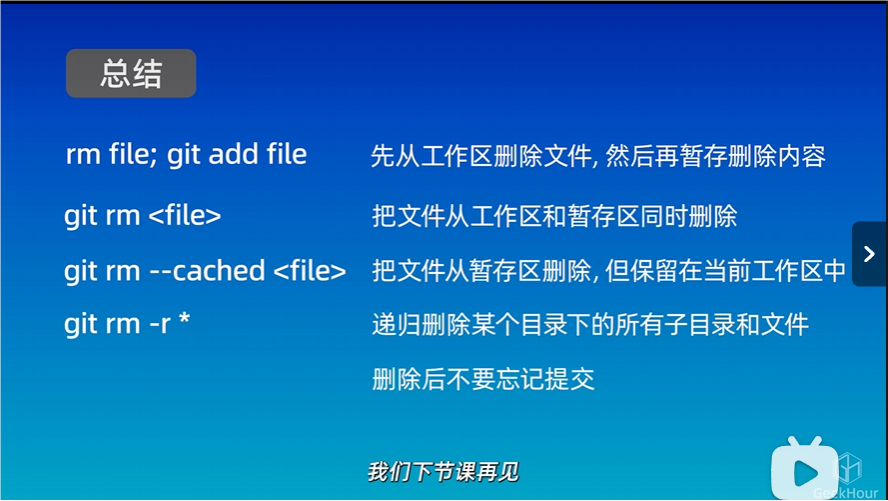 总结
rm file; git add file 先从工作区删除文件, 然后再暂存删除内容
git rm <file> 把文件从工作区和暂存区同时删除
git rm --cached <file> 把文件从暂存区删除, 但保留在当前工作区中
git rm -r * 递归删除某个目录下的所有子目录和文件
删除后不要忘记提交
我们下节课再见
GeekHour